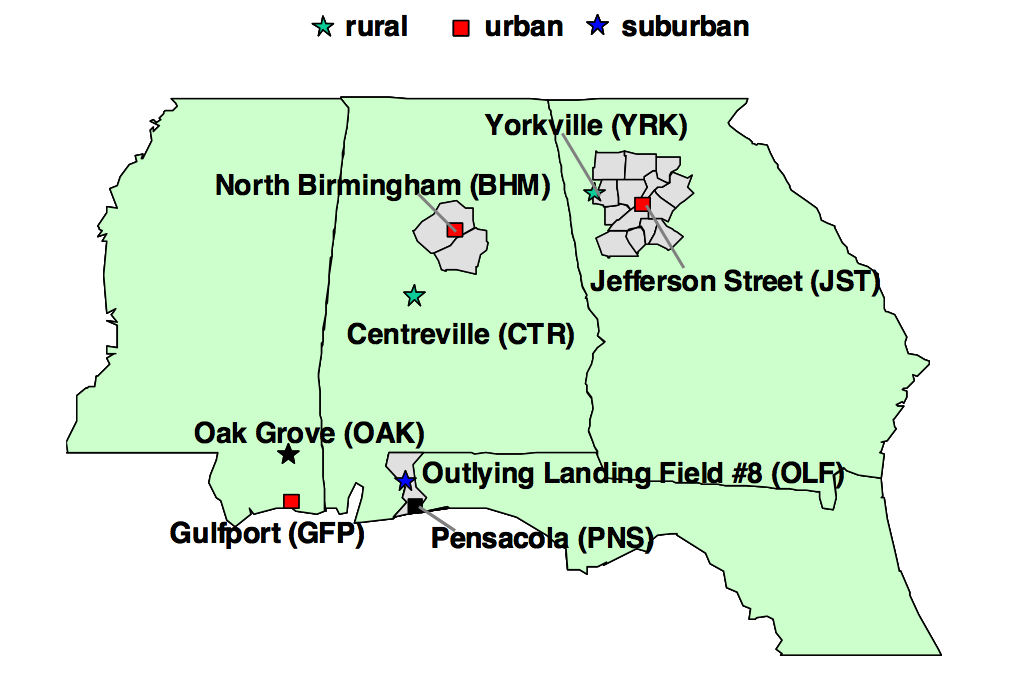 rural urban suburban
Yorkville (YRK)
North Birmingham (BHM)
Jefferson Street (JST)
Centreville (CTR)
Oak Grove (OAK)
Outlying Landing Field #8 (OLF)
Gulfport (GFP)
Pensacola (PNS)